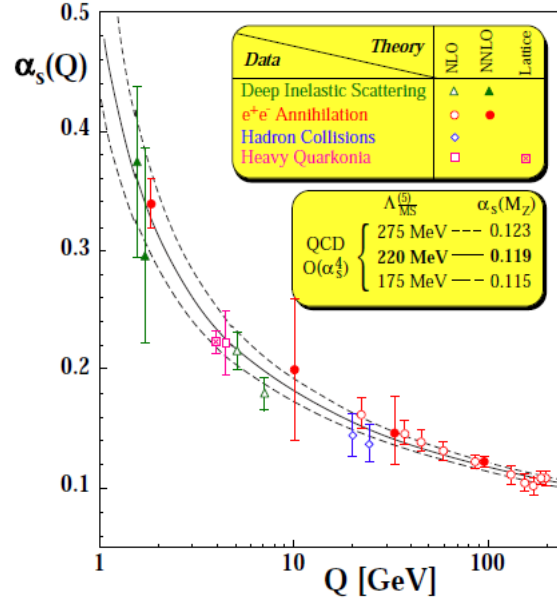 0.5
αs(Q)
0.4
0.3
0.2
0.1
Data Theory NLO NNLO Lattice
Deep Inelastic Scattering
e+e- Annihilation
Hadron Collisions
Heavy Quarkonia
Λ(5)MS αs(MZ)
QCD O(αs4) { 275 MeV 0.123
220 MeV 0.119
175 MeV 0.115
1 10 100
Q [GeV]